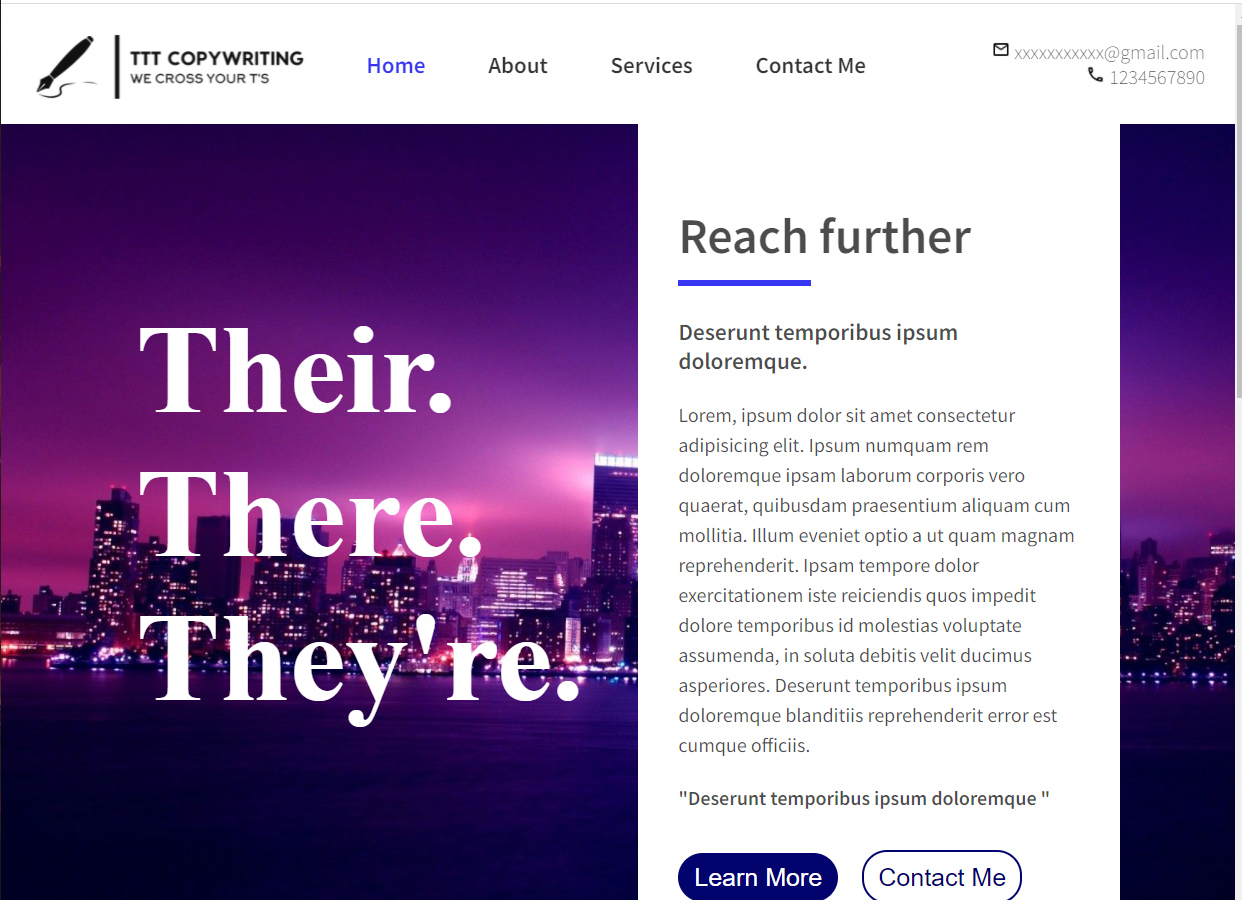 TTT COPYWRITING
WE CROSS YOUR T'S
Home
About
Services
Contact Me
xxxxxxxxxxx@gmail.com
1234567890
Their.
There.
They're.
Reach further
Deserunt temporibus ipsum
doloremque.
Lorem, ipsum dolor sit amet consectetur
adipisicing elit. Ipsum numquam rem
doloremque ipsam laborum corporis vero
quaerat, quibusdam praesentium aliquam cum
mollitia. Illum eveniet optio a ut quam magnam
reprehenderit. Ipsam tempore dolor
exercitationem iste reiciendis quos impedit
dolore temporibus id molestias voluptate
assumenda, in soluta debitis velit ducimus
asperiores. Deserunt temporibus ipsum
doloremque blanditiis reprehenderit error est
cumque officiis.
"Deserunt temporibus ipsum doloremque "
Learn More
Contact Me